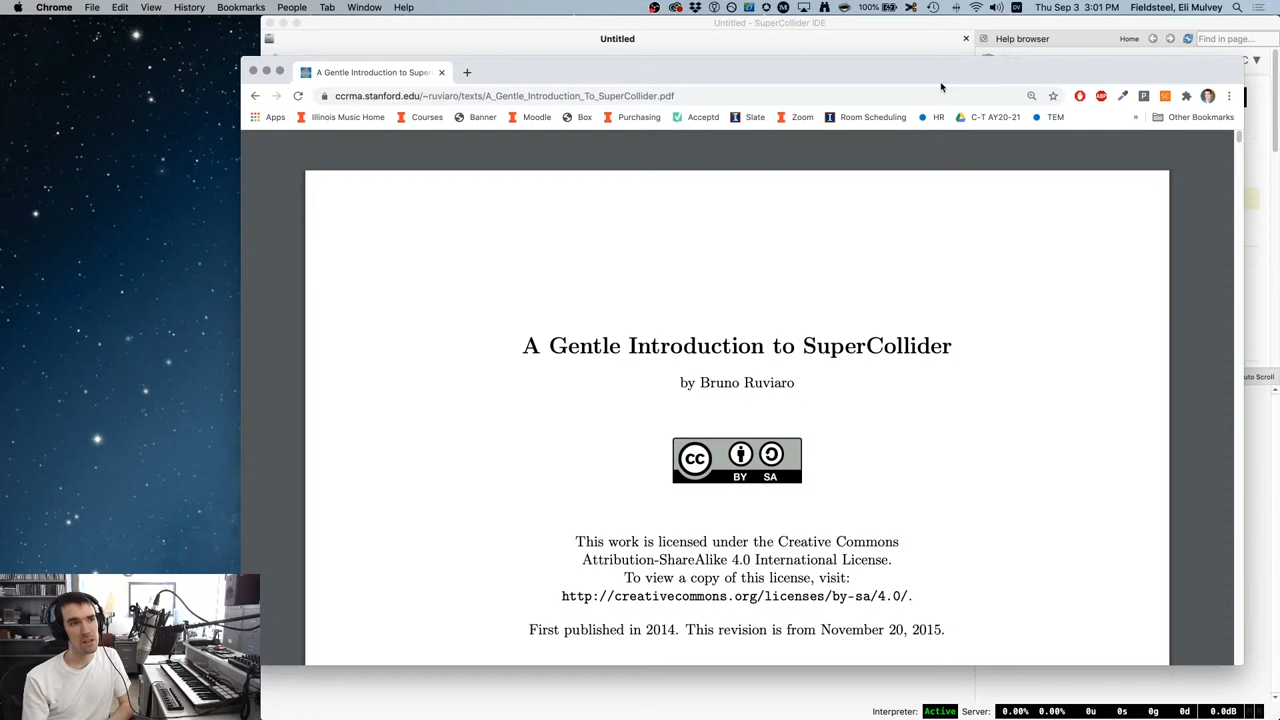 Chrome File Edit View History Bookmarks People Tab Window Help
100% Thu Sep 3 3:01 PM Fieldsteel, Eli Mulvey
Untitled - SuperCollider IDE
Untitled
Help browser Home Find in page...
A Gentle Introduction to Super
ccrma.stanford.edu/~ruviaro/texts/A_Gentle_Introduction_To_SuperCollider.pdf
Apps Illinois Music Home Courses Banner Moodle Box Purchasing Acceptd Slate Zoom Room Scheduling HR C-T AY20-21 TEM » Other Bookmarks
A Gentle Introduction to SuperCollider
by Bruno Ruviaro
cc
BY SA
This work is licensed under the Creative Commons
Attribution-ShareAlike 4.0 International License.
To view a copy of this license, visit:
http://creativecommons.org/licenses/by-sa/4.0/.
First published in 2014. This revision is from November 20, 2015.
Scroll
Interpreter: Active Server: 0.00% 0.00% 0u 0s 0g 0d 0.0dB